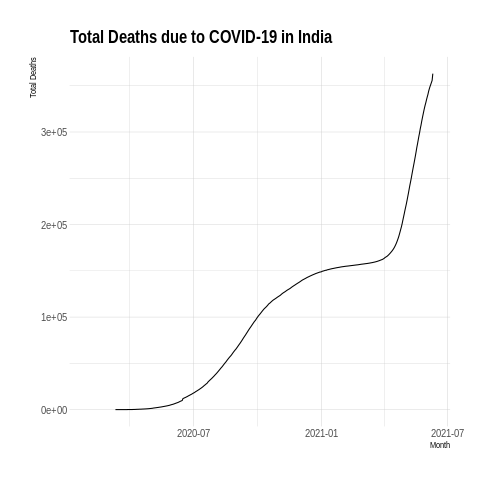 Total Deaths due to COVID-19 in India
Total Deaths
3e+05
2e+05
1e+05
0e+00
2020-07 2021-01 2021-07
Month